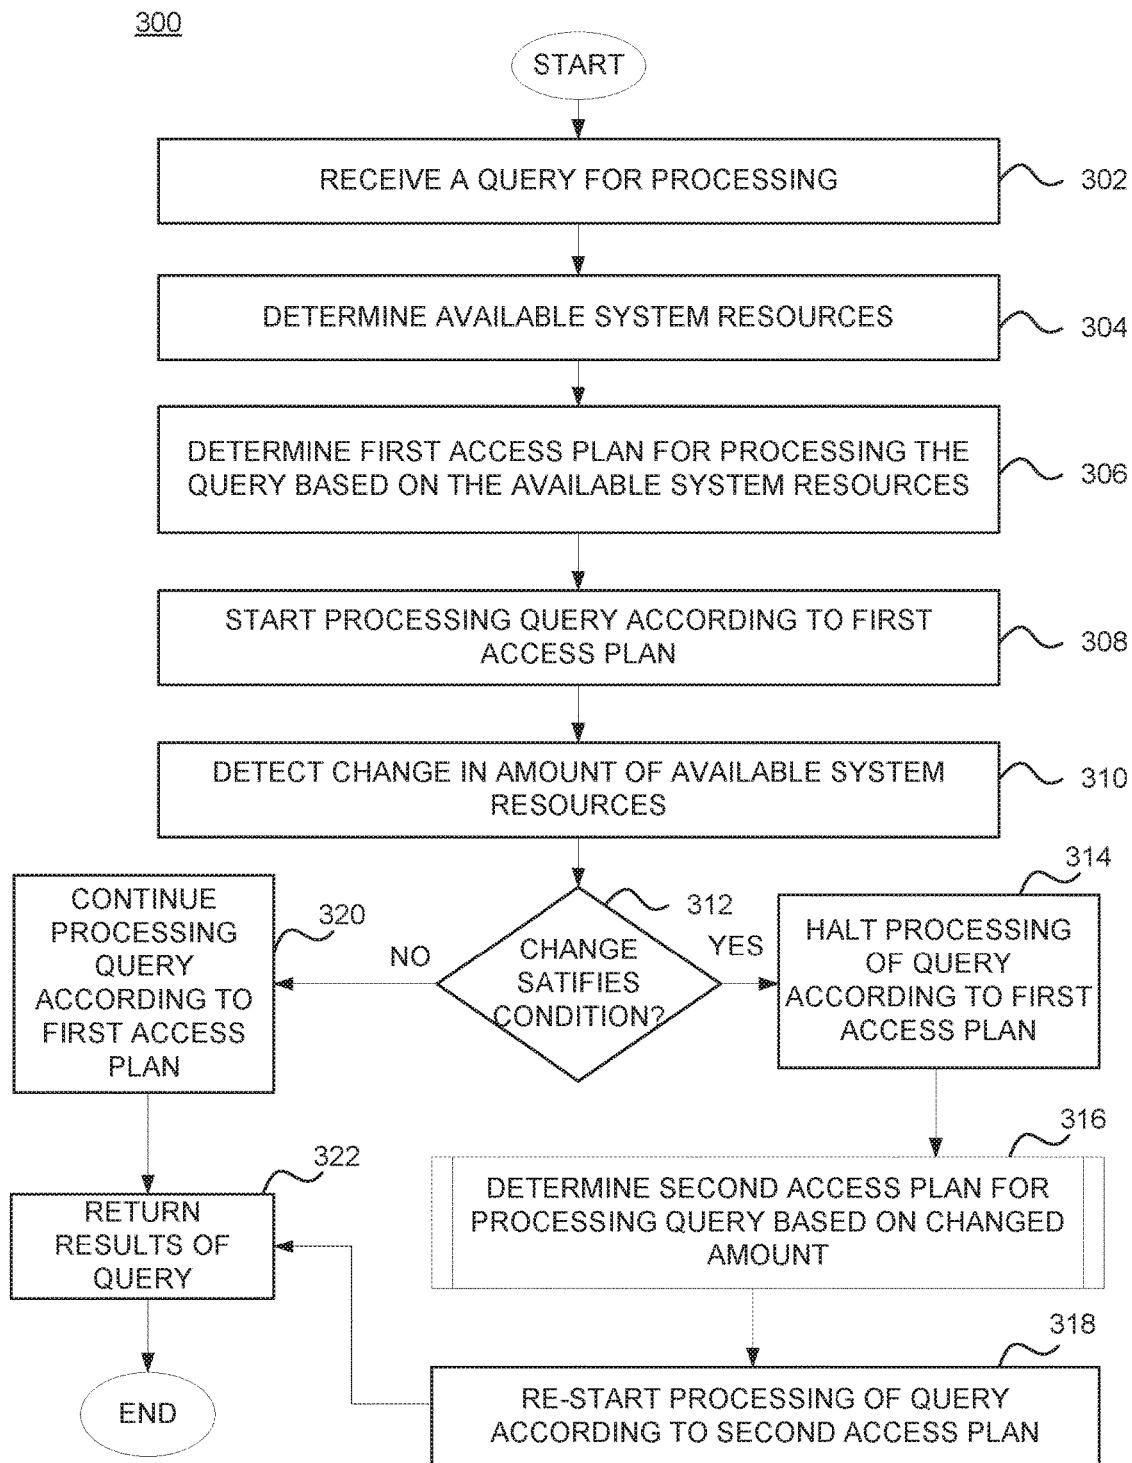 300
START
RECEIVE A QUERY FOR PROCESSING
302
DETERMINE AVAILABLE SYSTEM RESOURCES
304
DETERMINE FIRST ACCESS PLAN FOR PROCESSING THE
QUERY BASED ON THE AVAILABLE SYSTEM RESOURCES
306
START PROCESSING QUERY ACCORDING TO FIRST
ACCESS PLAN
308
DETECT CHANGE IN AMOUNT OF AVAILABLE SYSTEM
RESOURCES
310
312
CHANGE
SATIFIES
CONDITION?
NO
YES
320
CONTINUE
PROCESSING
QUERY
ACCORDING TO
FIRST ACCESS
PLAN
314
HALT PROCESSING
OF QUERY
ACCORDING TO FIRST
ACCESS PLAN
316
DETERMINE SECOND ACCESS PLAN FOR
PROCESSING QUERY BASED ON CHANGED
AMOUNT
322
RETURN
RESULTS OF
QUERY
318
RE-START PROCESSING OF QUERY
ACCORDING TO SECOND ACCESS PLAN
END